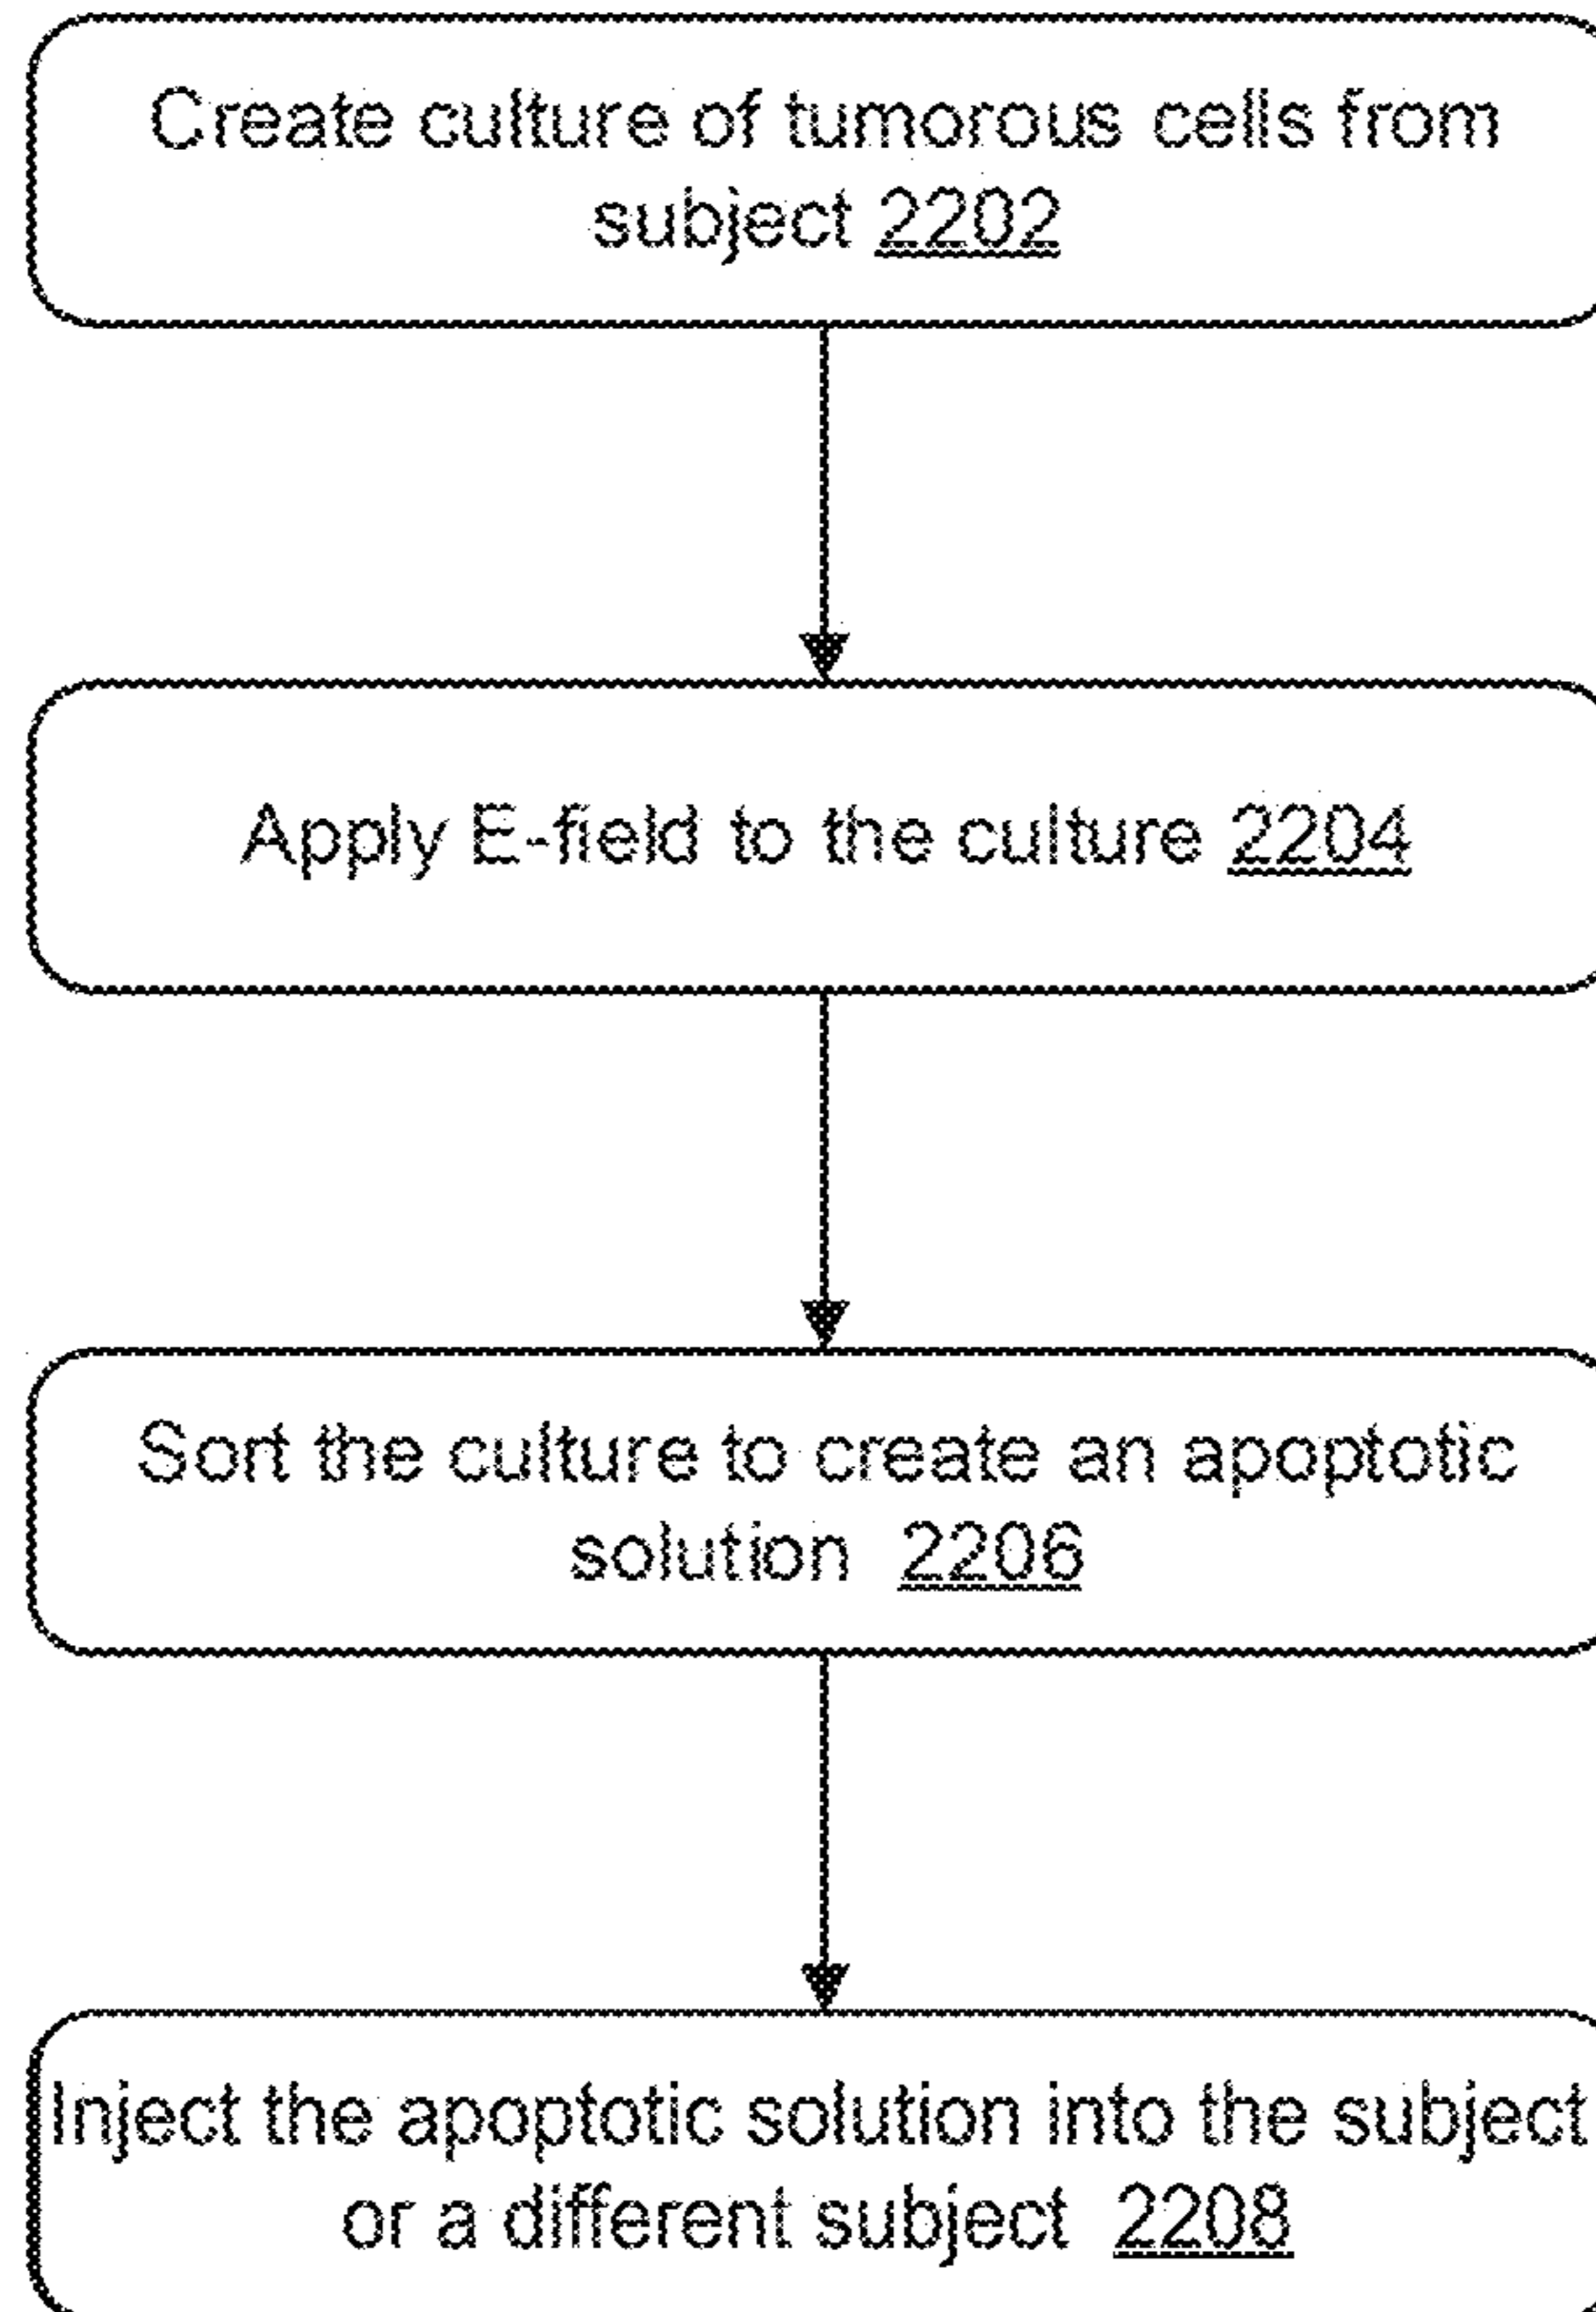 Create culture of tumorous cells from
subject 2202
Apply E-field to the culture 2204
Sort the culture to create an apoptotic
solution 2206
Inject the apoptotic solution into the subject
or a different subject 2208